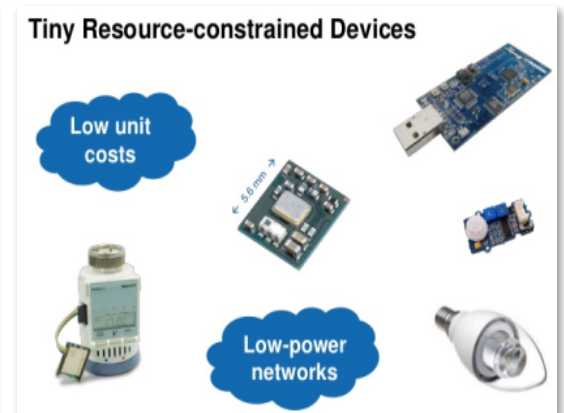 Tiny Resource-constrained Devices
Low unit
costs
← 5.6 mm →
Low-power
networks